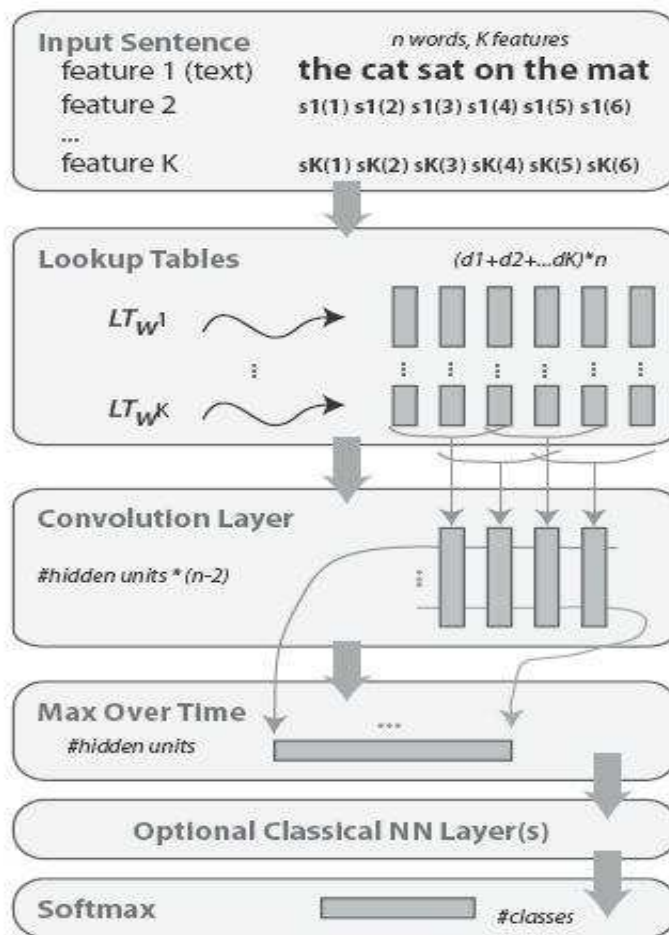 Input Sentence
n words, K features
feature 1 (text) the cat sat on the mat
feature 2 s1(1) s1(2) s1(3) s1(4) s1(5) s1(6)
...
feature K sK(1) sK(2) sK(3) sK(4) sK(5) sK(6)
Lookup Tables
(d1+d2+...dK)*n
LTw1
...
... ... ... ... ... ...
LTwK
Convolution Layer
#hidden units * (n-2)
...
Max Over Time
...
#hidden units
Optional Classical NN Layer(s)
Softmax
#classes